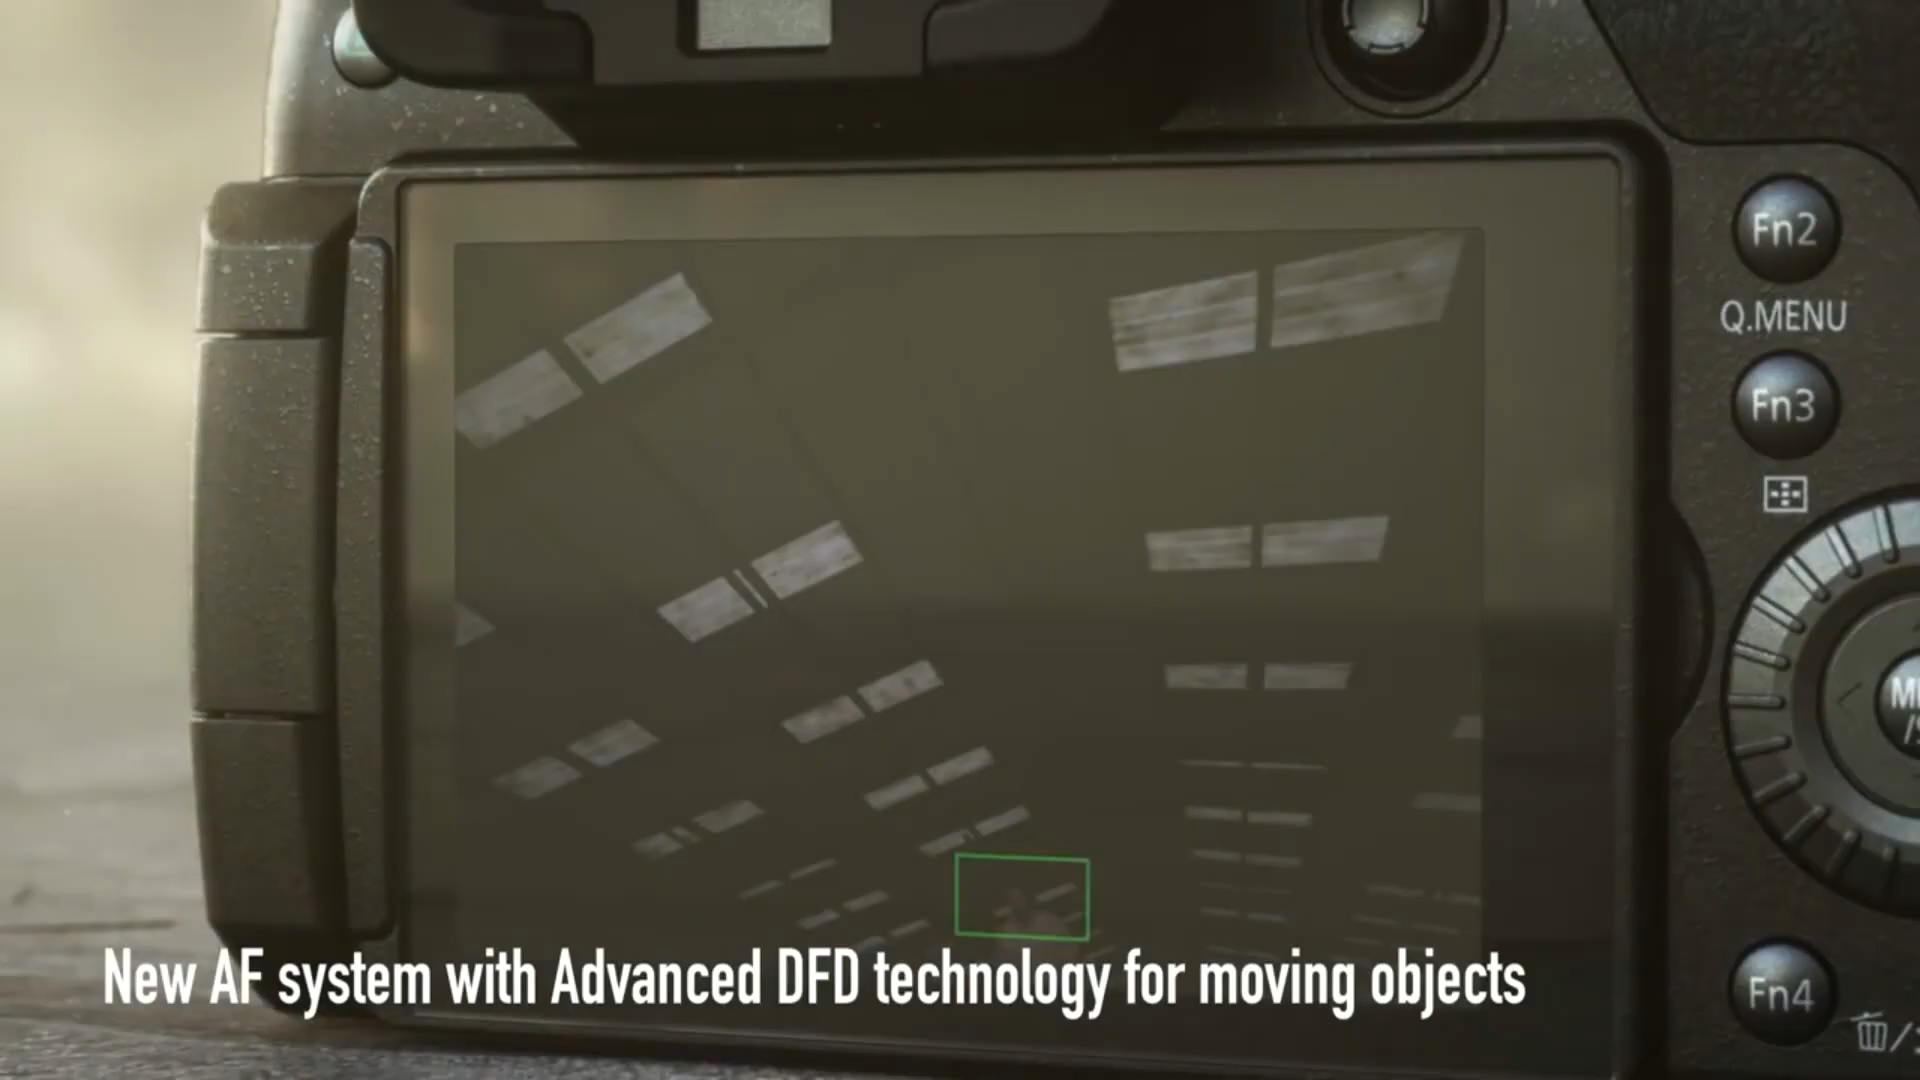 Fn2
Q.MENU
Fn3
New AF system with Advanced DFD technology for moving objects
Fn4